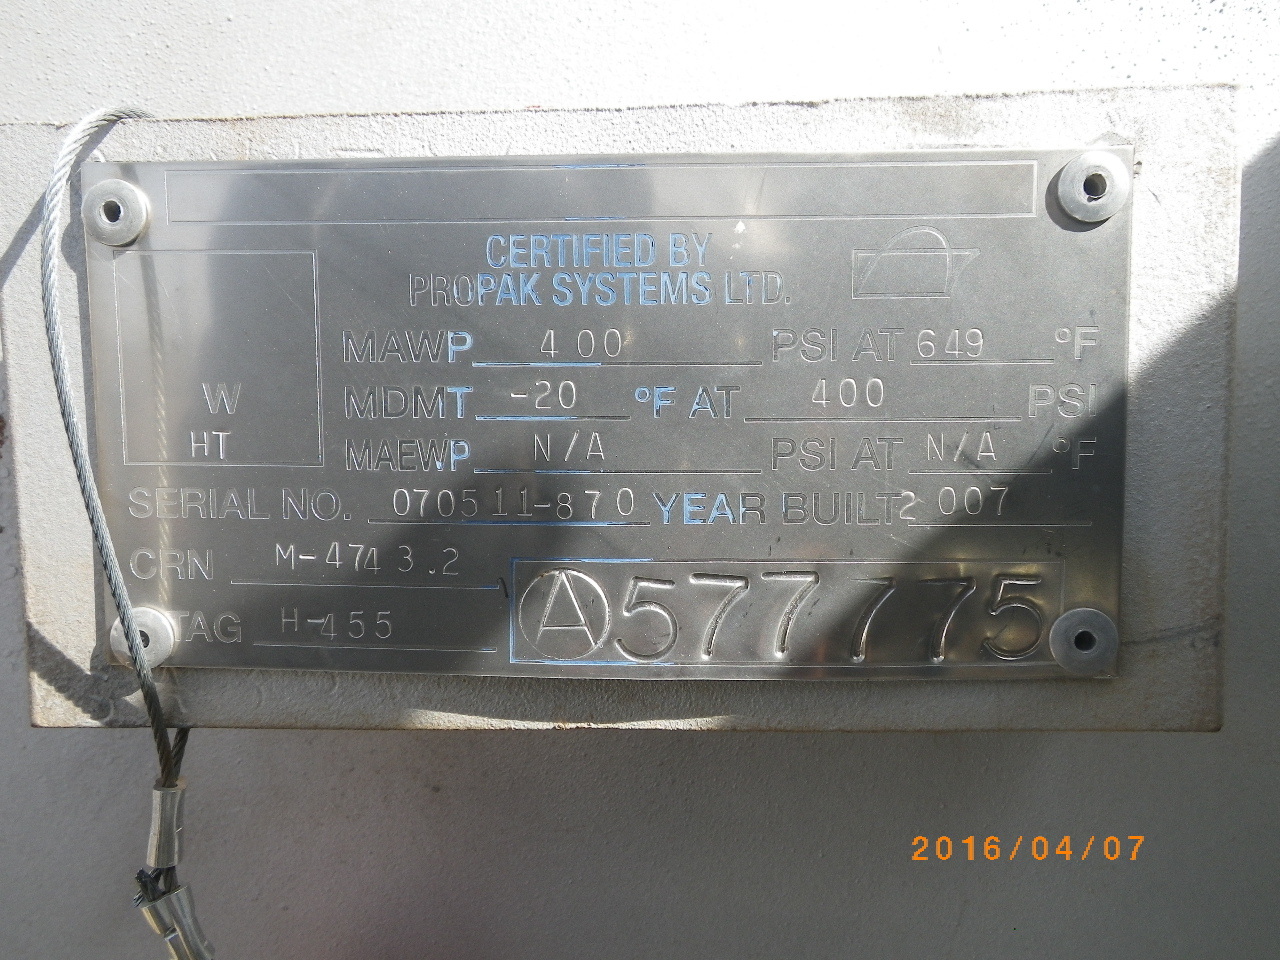 CERTIFIED BY
PROPAK SYSTEMS LTD.
MAWP 400 PSI AT 649 °F
MDMT -20 °F AT 400 PSI
MAEWP N/A PSI AT N/A °F
W
HT
SERIAL NO. 070511-870 YEAR BUILT 2007
CRN M-4743.2
TAG H-455
A 577775
2016/04/07